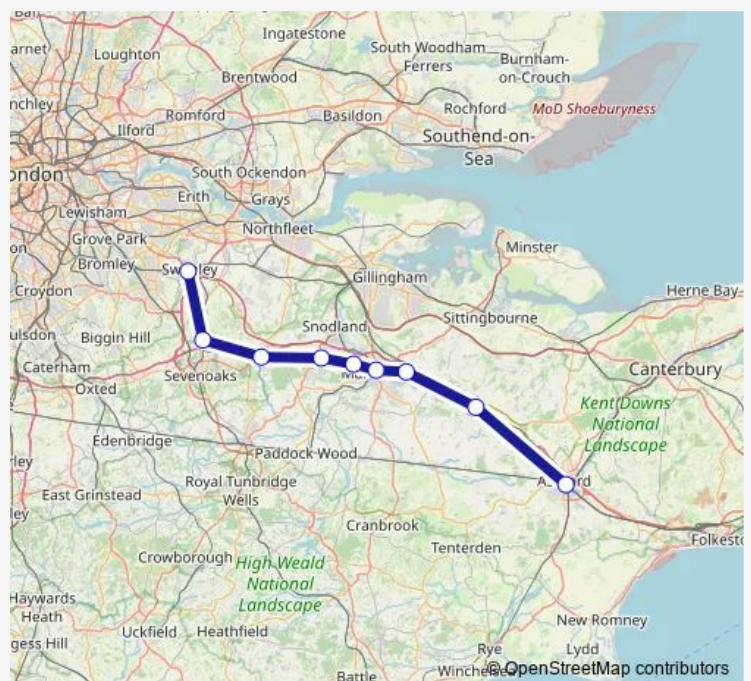 Loughton
Ingatestone
South Woodham
Ferrers
Burnham-
on-Crouch
arnet
Brentwood
nchley
Romford
Basildon
Rochford
MoD Shoeburyness
Ilford
Southend-on-
Sea
ondon
South Ockendon
Erith
Grays
Lewisham
Northfleet
Grove Park
Minster
on
Bromley
Gillingham
Croydon
Herne Bay
Snodland
Sittingbourne
ulsdon
Biggin Hill
Caterham
Sevenoaks
Canterbury
Oxted
Kent Downs
National
Landscape
Edenbridge
Paddock Wood
ley
Royal Tunbridge
Wells
East Grinstead
Cranbrook
ley
Folkesto
Tenterden
Crowborough
High Weald
National
Landscape
Haywards
Heath
New Romney
Uckfield
Heathfield
gess Hill
Rye
Lydd
Battle
© OpenStreetMap contributors